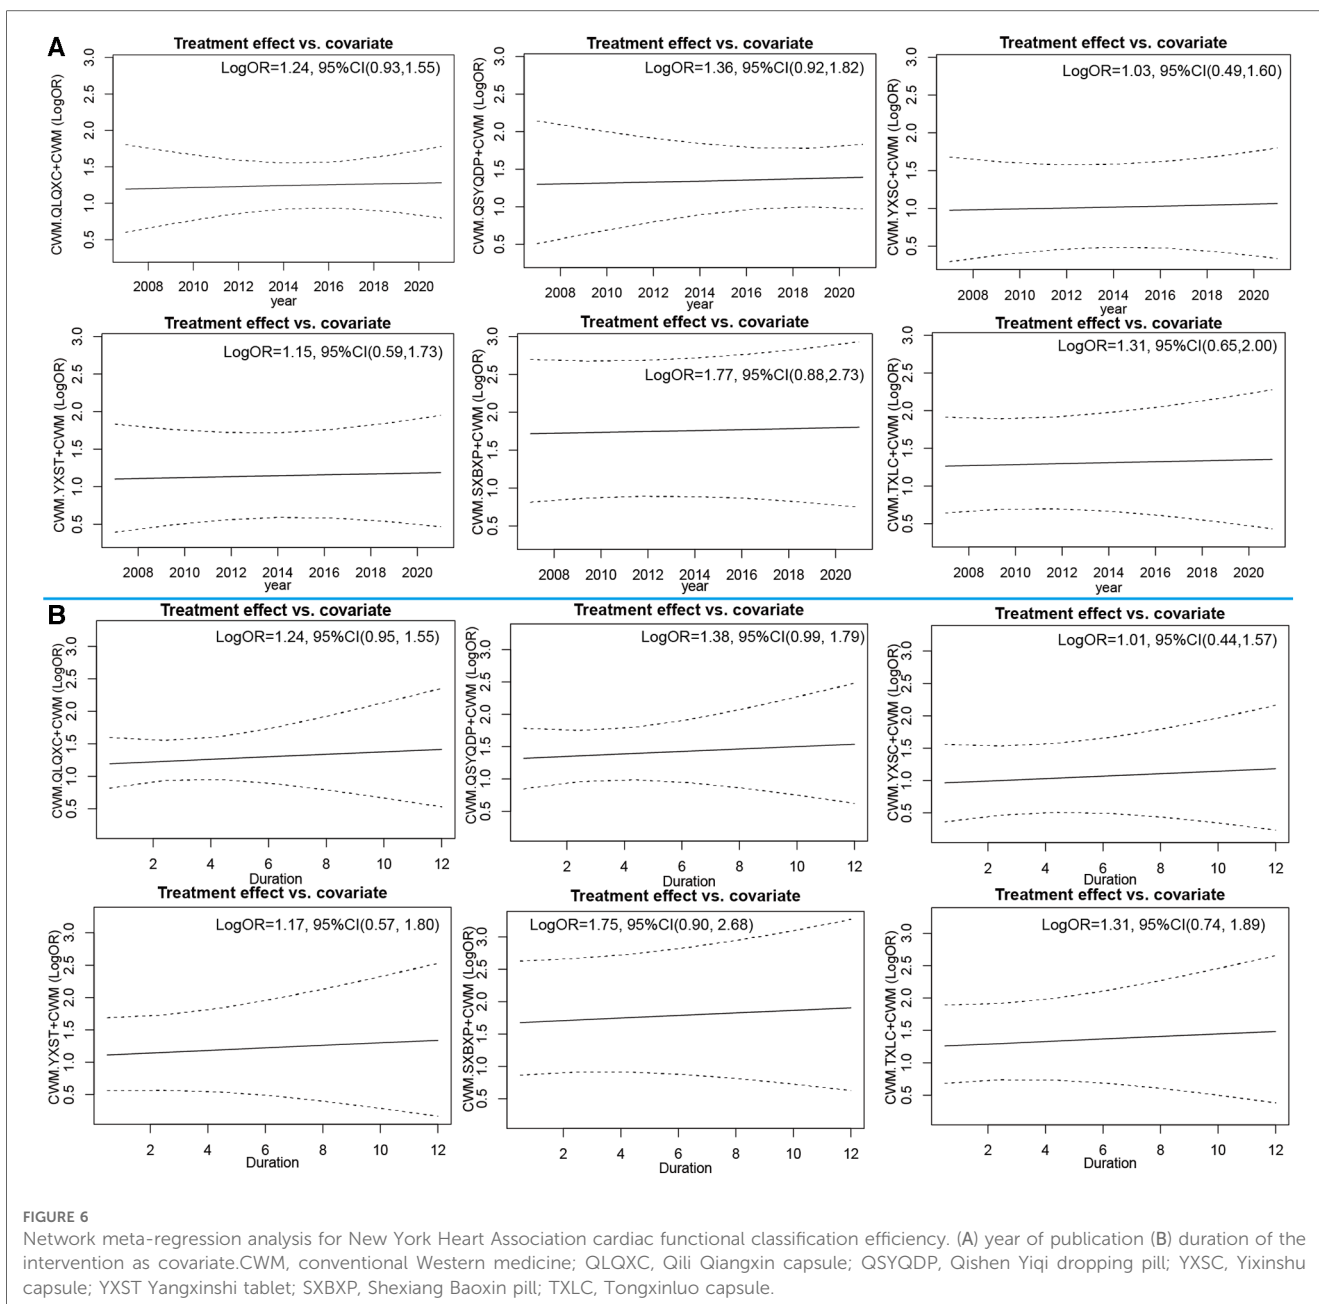 A
Treatment effect vs. covariate
LogOR=1.24, 95%CI(0.93,1.55)
CWM.QLQXC+CWM (LogOR)
0.5 1.0 1.5 2.0 2.5 3.0
2008 2010 2012 2014 2016 2018 2020
year
Treatment effect vs. covariate
LogOR=1.36, 95%CI(0.92,1.82)
CWM.QSYQDP+CWM (LogOR)
0.5 1.0 1.5 2.0 2.5 3.0
2008 2010 2012 2014 2016 2018 2020
year
Treatment effect vs. covariate
LogOR=1.03, 95%CI(0.49,1.60)
CWM.YXSC+CWM (LogOR)
0.5 1.0 1.5 2.0 2.5 3.0
2008 2010 2012 2014 2016 2018 2020
year
Treatment effect vs. covariate
LogOR=1.15, 95%CI(0.59,1.73)
CWM.YXST+CWM (LogOR)
0.5 1.0 1.5 2.0 2.5 3.0
2008 2010 2012 2014 2016 2018 2020
year
Treatment effect vs. covariate
LogOR=1.77, 95%CI(0.88,2.73)
CWM.SXBXP+CWM (LogOR)
0.5 1.0 1.5 2.0 2.5 3.0
2008 2010 2012 2014 2016 2018 2020
year
Treatment effect vs. covariate
LogOR=1.31, 95%CI(0.65,2.00)
CWM.TXLC+CWM (LogOR)
0.5 1.0 1.5 2.0 2.5 3.0
2008 2010 2012 2014 2016 2018 2020
year
B
Treatment effect vs. covariate
LogOR=1.24, 95%CI(0.95, 1.55)
CWM.QLQXC+CWM (LogOR)
0.5 1.0 1.5 2.0 2.5 3.0
2 4 6 8 10 12
Duration
Treatment effect vs. covariate
LogOR=1.38, 95%CI(0.99, 1.79)
CWM.QSYQDP+CWM (LogOR)
0.5 1.0 1.5 2.0 2.5 3.0
2 4 6 8 10 12
Duration
Treatment effect vs. covariate
LogOR=1.01, 95%CI(0.44,1.57)
CWM.YXSC+CWM (LogOR)
0.5 1.0 1.5 2.0 2.5 3.0
2 4 6 8 10 12
Duration
Treatment effect vs. covariate
LogOR=1.17, 95%CI(0.57, 1.80)
CWM.YXST+CWM (LogOR)
0.5 1.0 1.5 2.0 2.5 3.0
2 4 6 8 10 12
Duration
Treatment effect vs. covariate
LogOR=1.75, 95%CI(0.90, 2.68)
CWM.SXBXP+CWM (LogOR)
0.5 1.0 1.5 2.0 2.5 3.0
2 4 6 8 10 12
Duration
Treatment effect vs. covariate
LogOR=1.31, 95%CI(0.74, 1.89)
CWM.TXLC+CWM (LogOR)
0.5 1.0 1.5 2.0 2.5 3.0
2 4 6 8 10 12
Duration
FIGURE 6
Network meta-regression analysis for New York Heart Association cardiac functional classification efficiency. (A) year of publication (B) duration of the
intervention as covariate.CWM, conventional Western medicine; QLQXC, Qili Qiangxin capsule; QSYQDP, Qishen Yiqi dropping pill; YXSC, Yixinshu
capsule; YXST Yangxinshi tablet; SXBXP, Shexiang Baoxin pill; TXLC, Tongxinluo capsule.